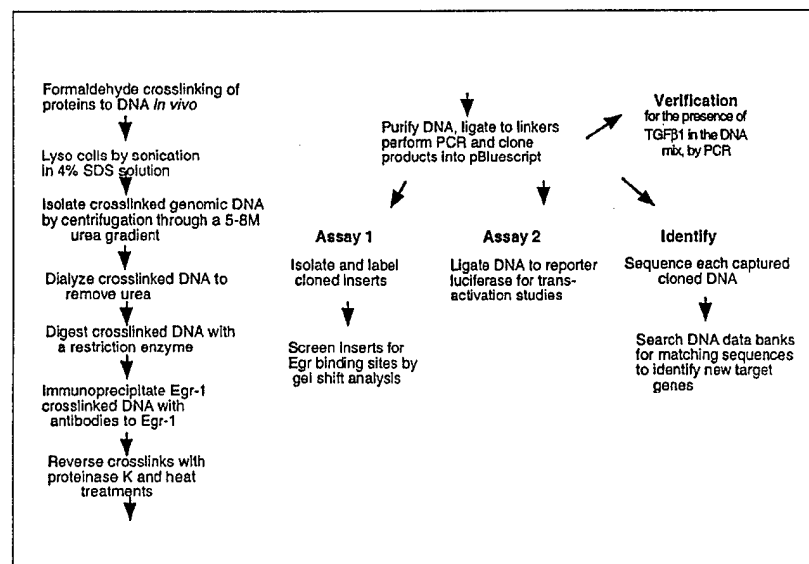 Formaldehyde crosslinking of
proteins to DNA In vivo
Lyso cells by sonication
in 4% SDS solution
Isolate crosslinked genomic DNA
by centrifugation through a 5-8M
urea gradient
Dialyze crosslinked DNA to
remove urea
Digest crosslinked DNA with
a restriction enzyme
Immunoprecipitate Egr-1
crosslinked DNA with
antibodies to Egr-1
Reverse crosslinks with
proteinase K and heat
treatments
Purify DNA, ligate to linkers
perform PCR and clone
products into pBluescript
Verification
for the presence of
TGFβ1 in the DNA
mix, by PCR
Assay 1
Isolate and label
cloned inserts
Screen inserts for
Egr binding sites by
gel shift analysis
Assay 2
Ligate DNA to reporter
luciferase for trans-
activation studies
Identify
Sequence each captured
cloned DNA
Search DNA data banks
for matching sequences
to identify new target
genes